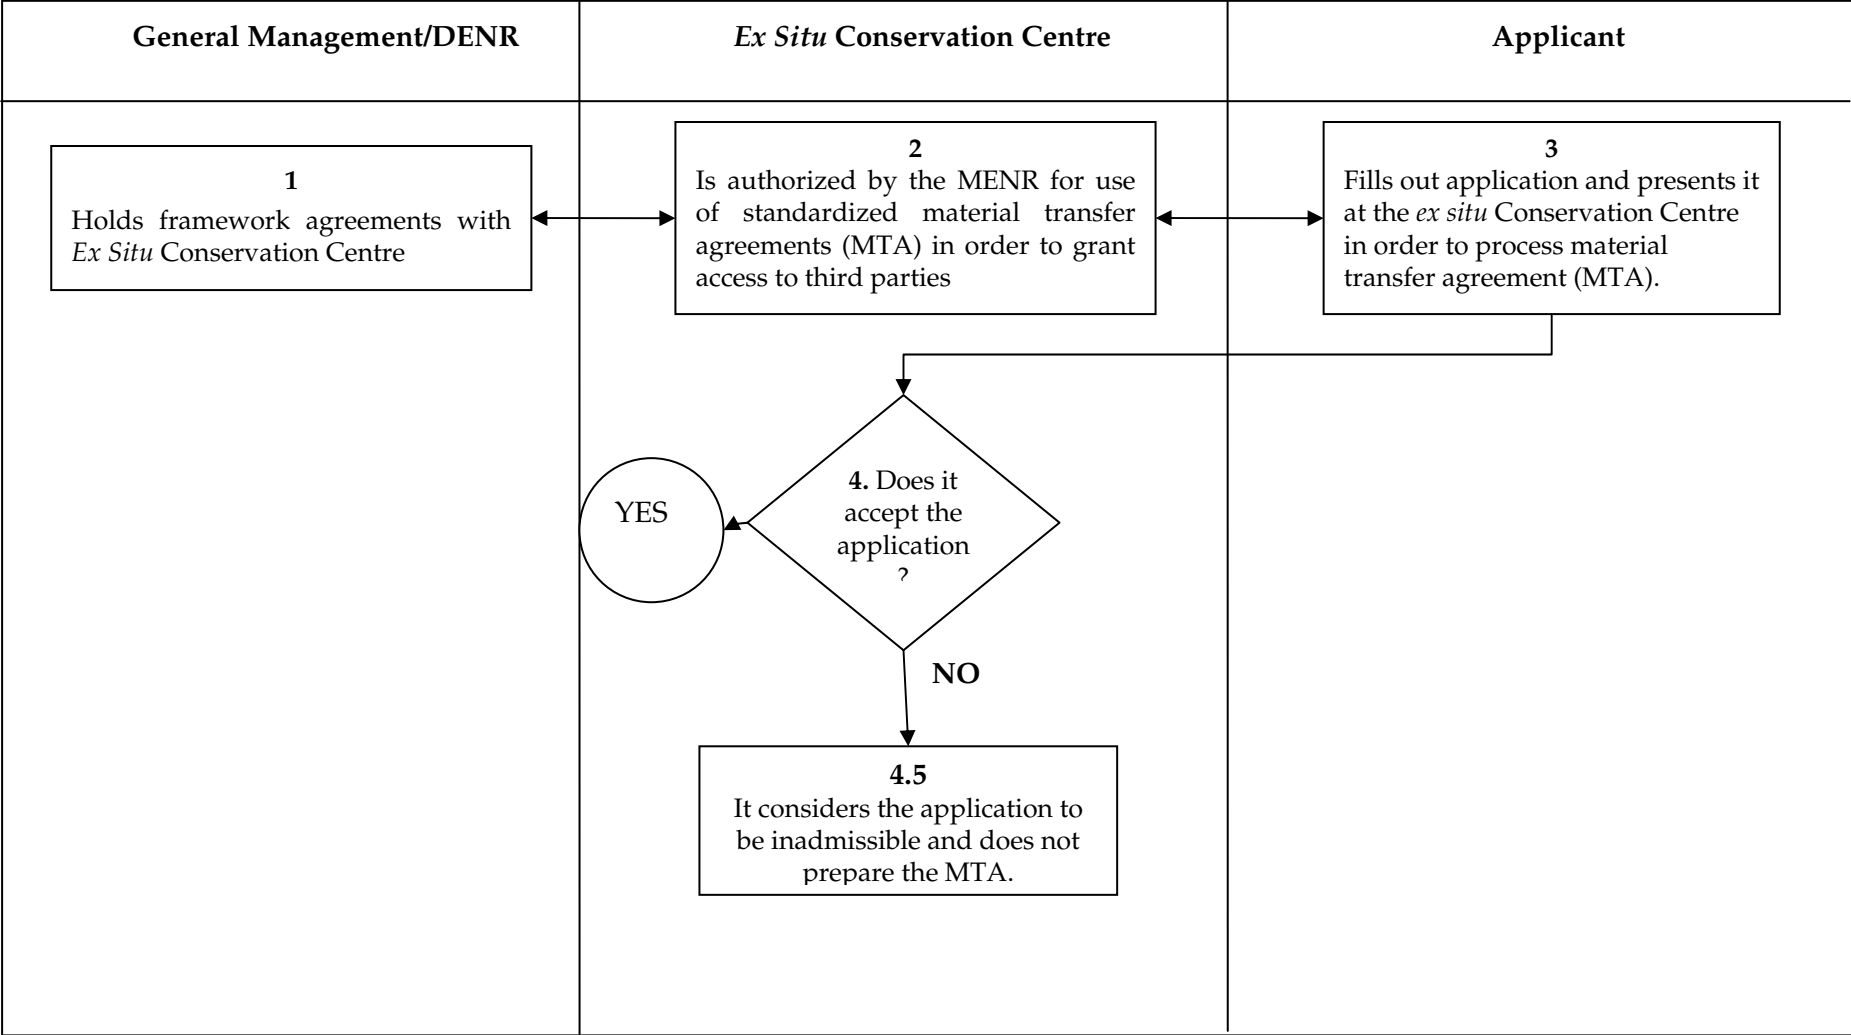 General Management/DENR
Ex Situ Conservation Centre
Applicant
1
Holds framework agreements with
Ex Situ Conservation Centre
2
Is authorized by the MENR for use
of standardized material transfer
agreements (MTA) in order to grant
access to third parties
3
Fills out application and presents it
at the ex situ Conservation Centre
in order to process material
transfer agreement (MTA).
4. Does it
accept the
application
?
YES
NO
4.5
It considers the application to
be inadmissible and does not
prepare the MTA.